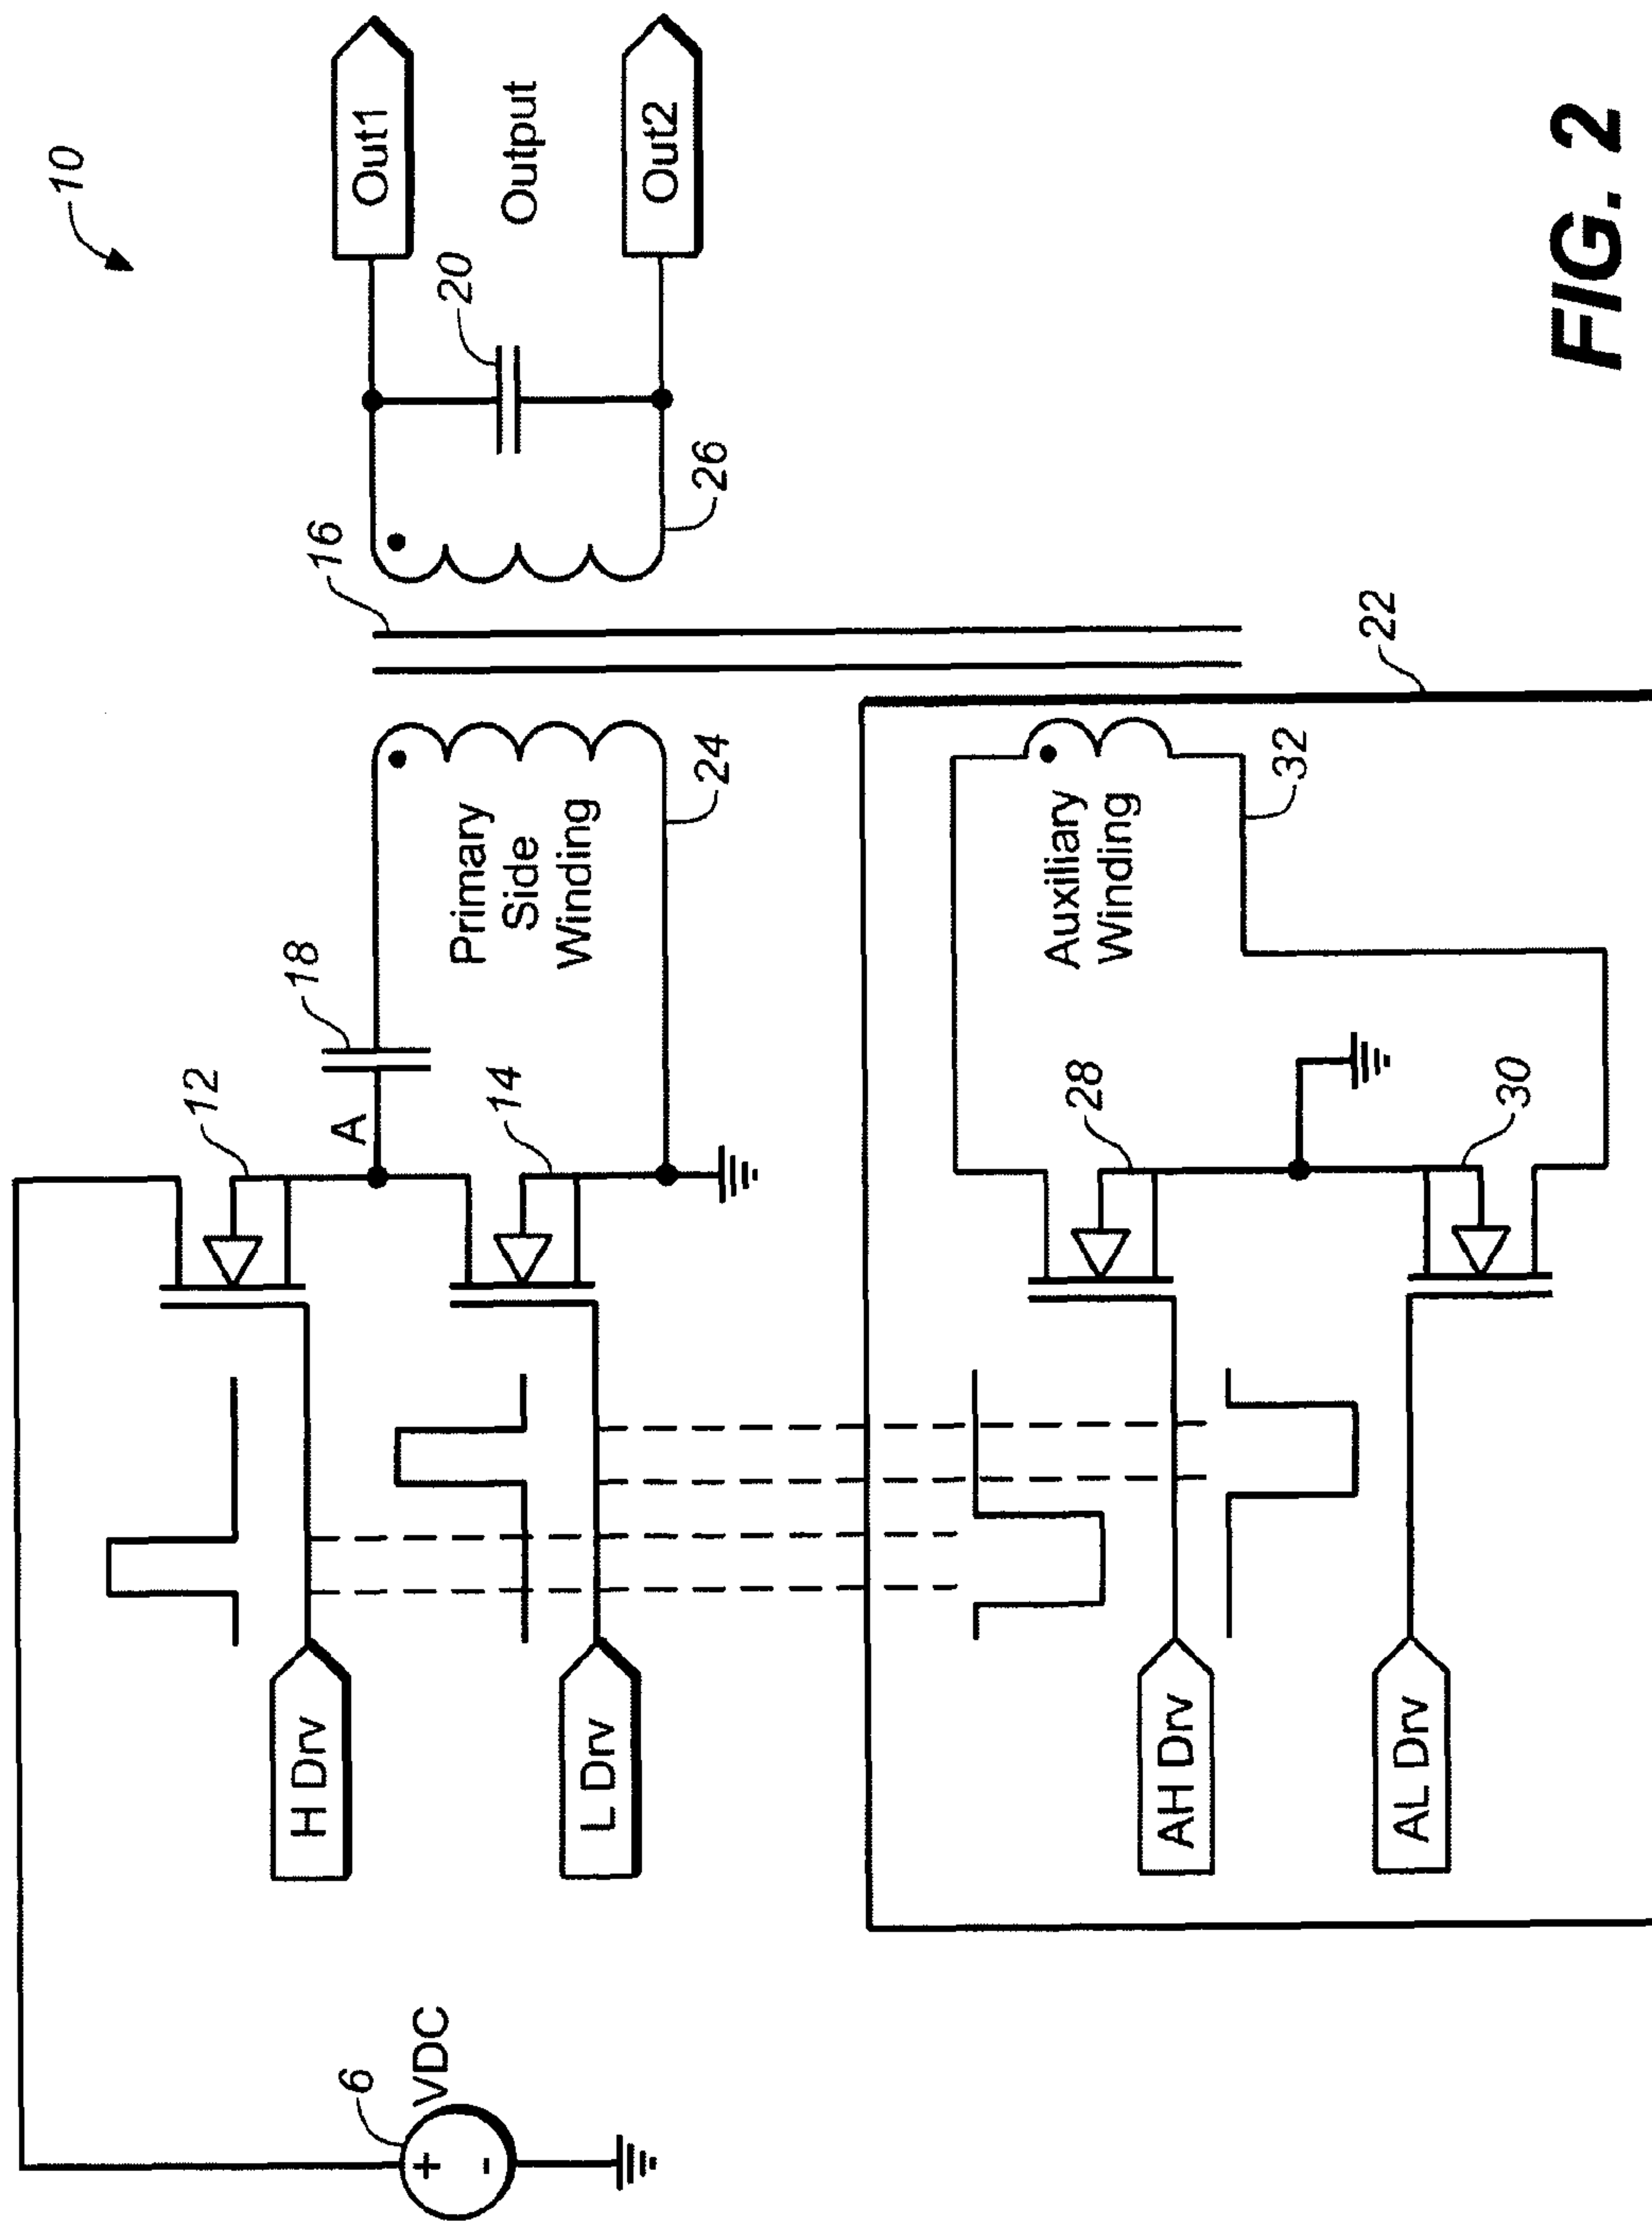 10
12
16
18
A
H Drv
Out1
Primary
Side
Winding
20
Output
6
VDC
14
L Drv
24
26
Out2
Auxiliary
Winding
28
AH Drv
32
22
30
AL Drv
+
-
FIG. 2